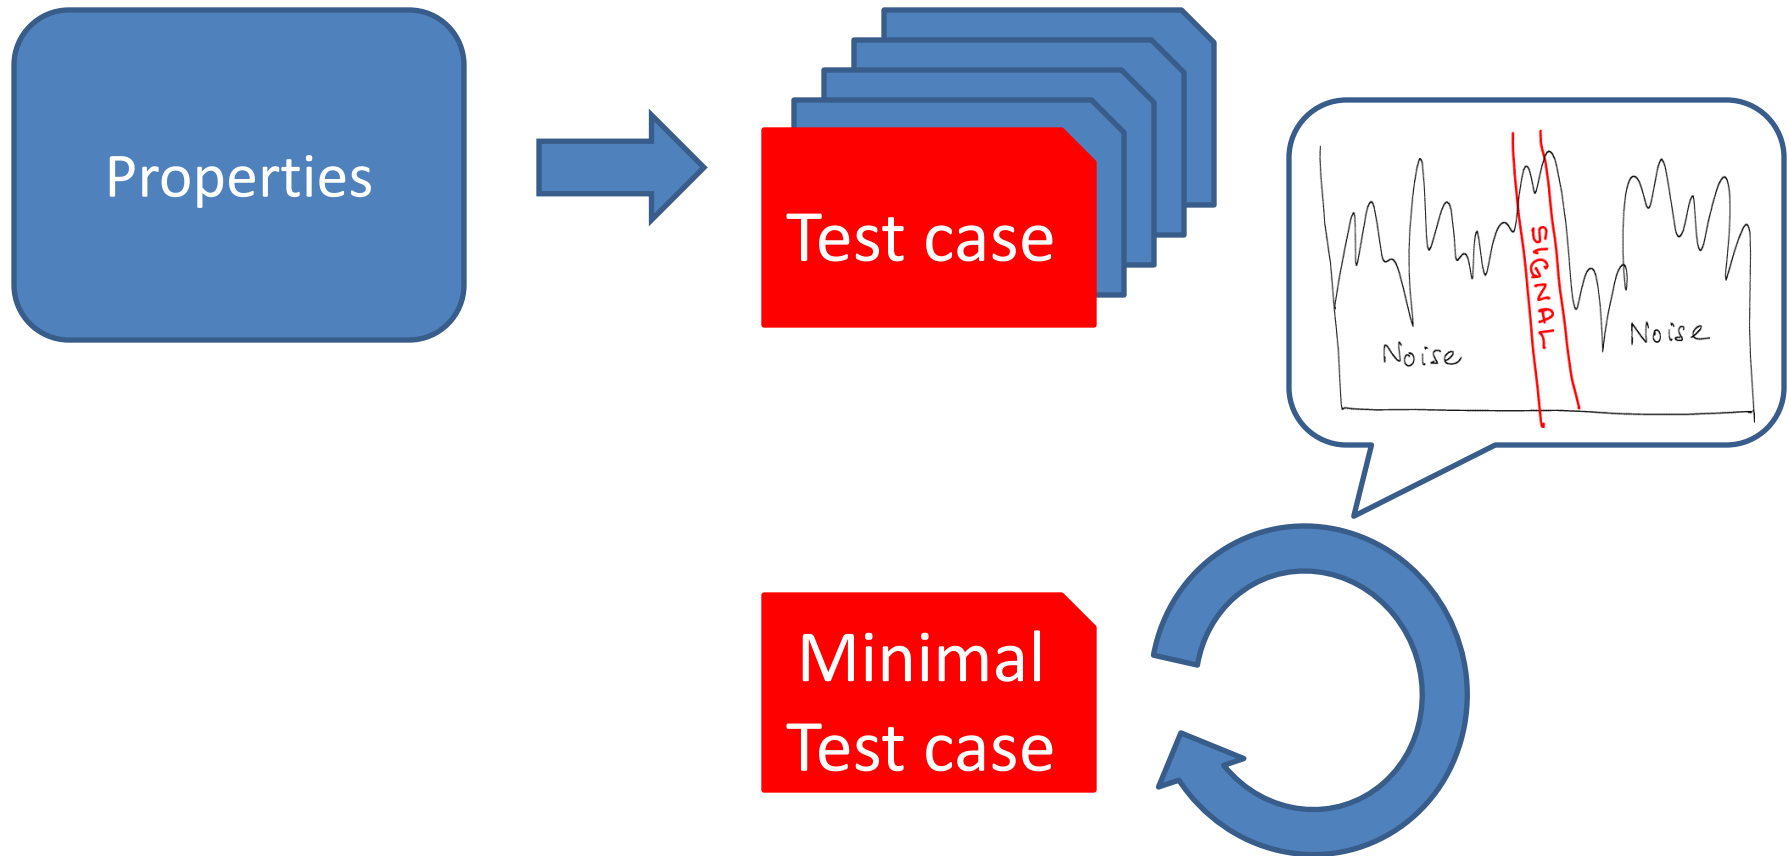 Properties
Test case
SIGNAL
Noise
Noise
Minimal
Test case